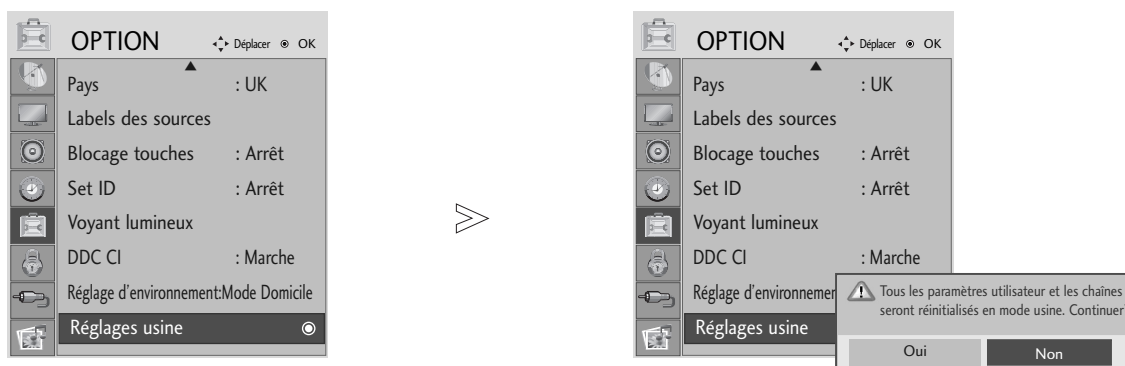 OPTION
Déplacer OK
Pays : UK
Labels des sources
Blocage touches : Arrêt
Set ID : Arrêt
Voyant lumineux
DDC CI : Marche
Réglage d'environnement:Mode Domicile
Réglages usine
OPTION
Déplacer OK
Pays : UK
Labels des sources
Blocage touches : Arrêt
Set ID : Arrêt
Voyant lumineux
DDC CI : Marche
Réglage d'environnemen
Réglages usine
Tous les paramètres utilisateur et les chaînes
seront réinitialisés en mode usine. Continuer
Oui Non